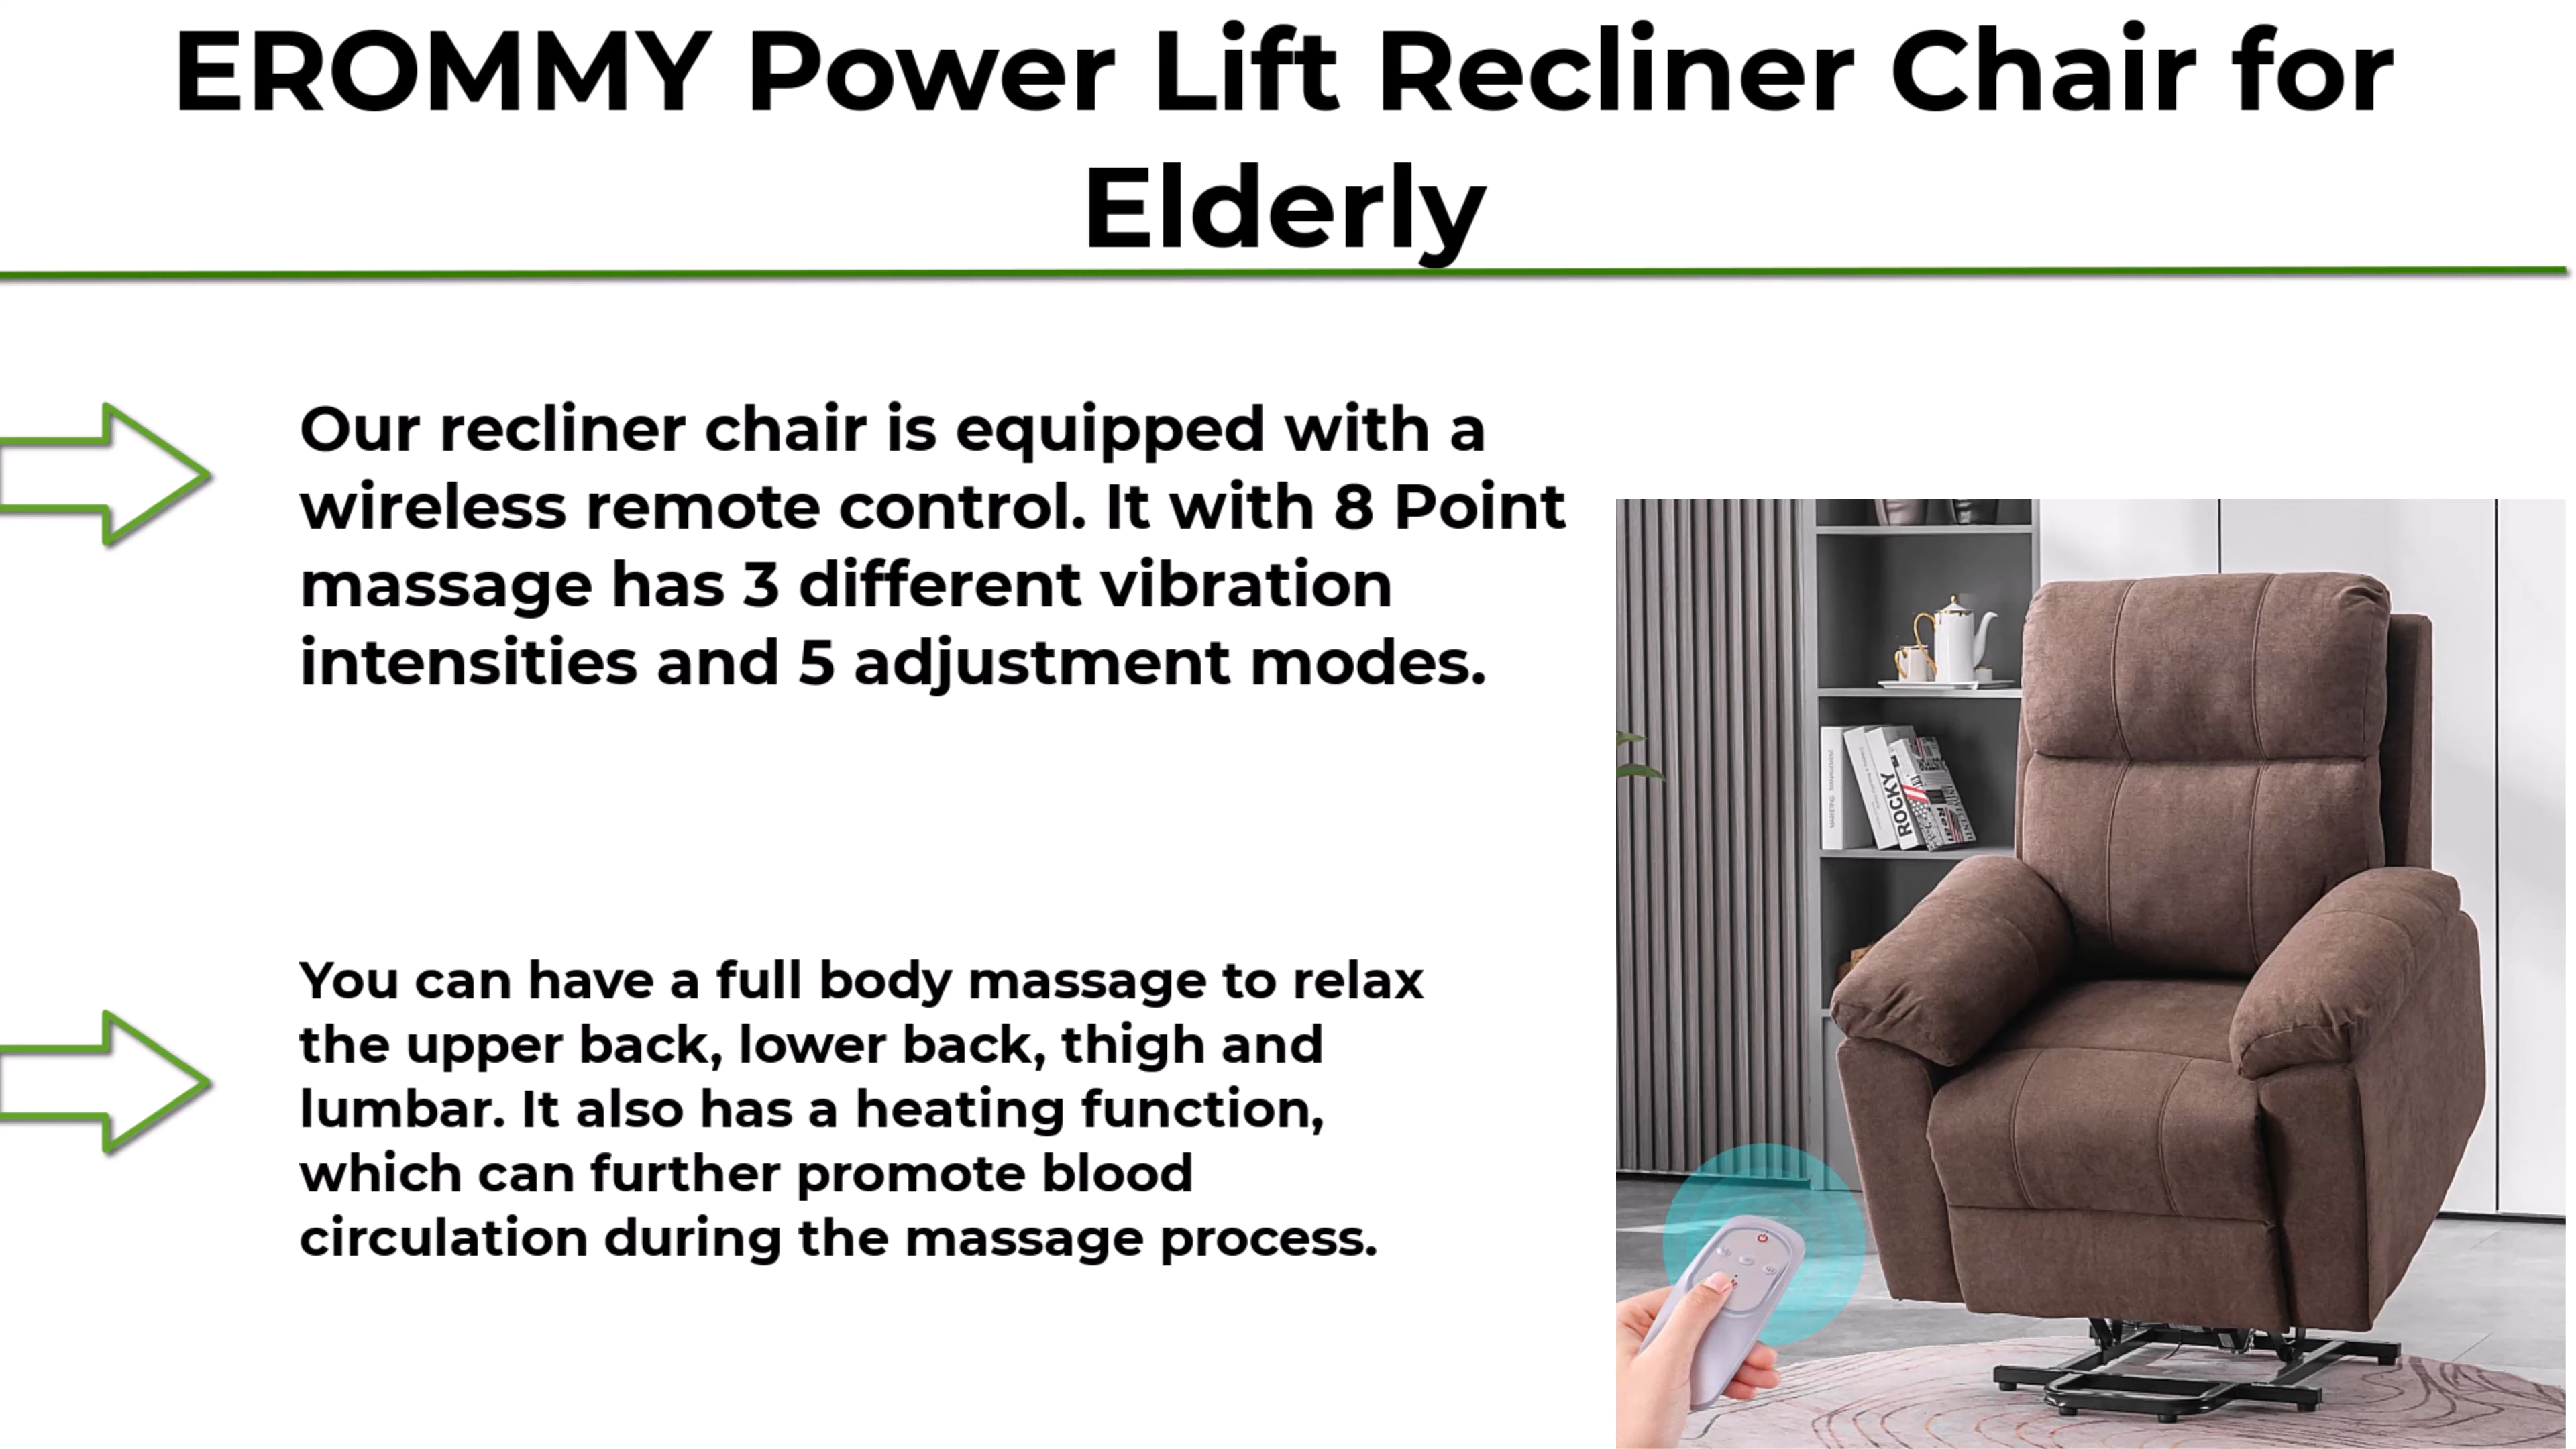 EROMMY Power Lift Recliner Chair for
Elderly
Our recliner chair is equipped with a
wireless remote control. It with 8 Point
massage has 3 different vibration
intensities and 5 adjustment modes.
You can have a full body massage to relax
the upper back, lower back, thigh and
lumbar. It also has a heating function,
which can further promote blood
circulation during the massage process.
ROCKY